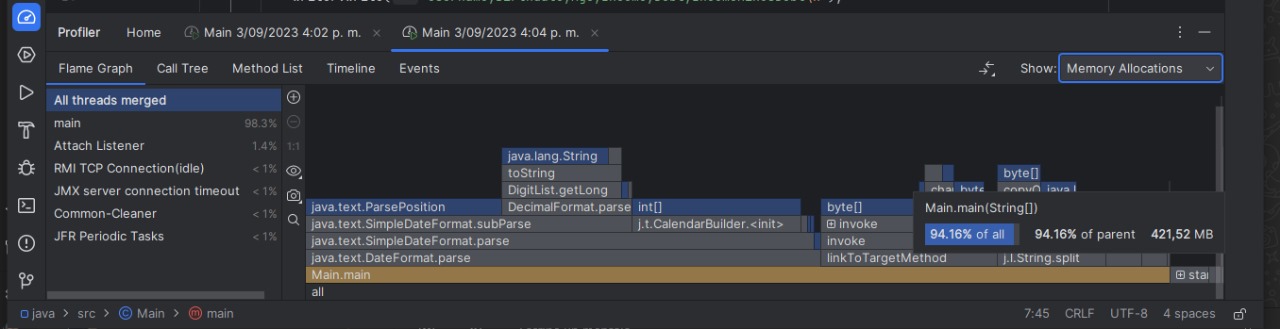 Profiler Home Main 3/09/2023 4:02 p. m. × Main 3/09/2023 4:04 p. m. ×
Flame Graph Call Tree Method List Timeline Events Show: Memory Allocations
All threads merged
main 98.3%
Attach Listener 1.4%
RMI TCP Connection(idle) < 1%
JMX server connection timeout < 1%
Common-Cleaner < 1%
JFR Periodic Tasks < 1%
1:1
java.lang.String
toString byte[]
DigitList.getLong char byte copyO java.l
java.text.ParsePosition DecimalFormat.parse int[] byte[]
java.text.SimpleDateFormat.subParse j.t.CalendarBuilder.<init> invoke
java.text.SimpleDateFormat.parse invoke
java.text.DateFormat.parse linkToTargetMethod j.l.String.split
Main.main star
all
Main.main(String[])
94.16% of all 94.16% of parent 421,52 MB
java > src > Main > main 7:45 CRLF UTF-8 4 spaces